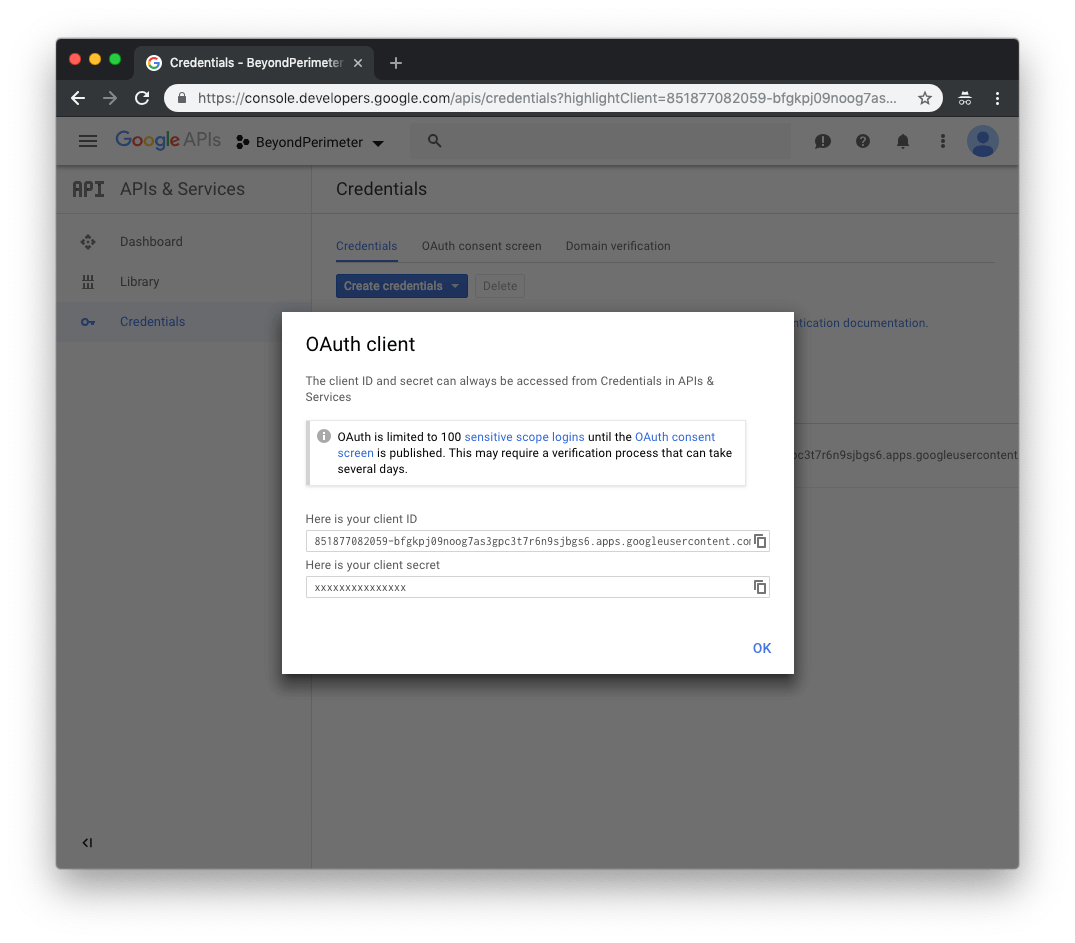 Credentials - BeyondPerimeter
https://console.developers.google.com/apis/credentials?highlightClient=851877082059-bfgkpj09noog7as...
Google APIs
BeyondPerimeter
API APIs & Services
Credentials
Dashboard
Library
Credentials
Credentials OAuth consent screen Domain verification
Create credentials Delete
ntication documentation.
OAuth client
The client ID and secret can always be accessed from Credentials in APIs &
Services
OAuth is limited to 100 sensitive scope logins until the OAuth consent
screen is published. This may require a verification process that can take
several days.
pc3t7r6n9sjbgs6.apps.googleusercontent
Here is your client ID
851877082059-bfgkpj09noog7as3gpc3t7r6n9sjbgs6.apps.googleusercontent.com
Here is your client secret
xxxxxxxxxxxxxxx
OK